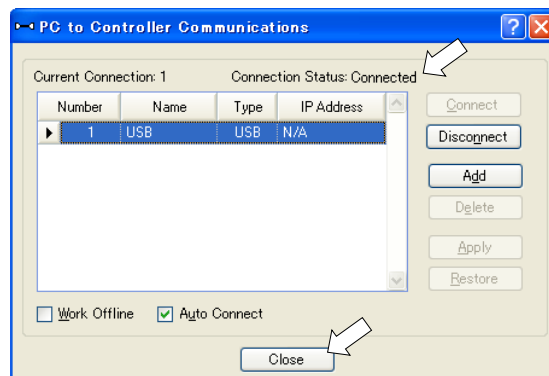 PC to Controller Communications
Current Connection: 1 Connection Status: Connected
Number Name Type IP Address
1 USB USB N/A
Connect
Disconnect
Add
Delete
Apply
Restore
Work Offline Auto Connect
Close